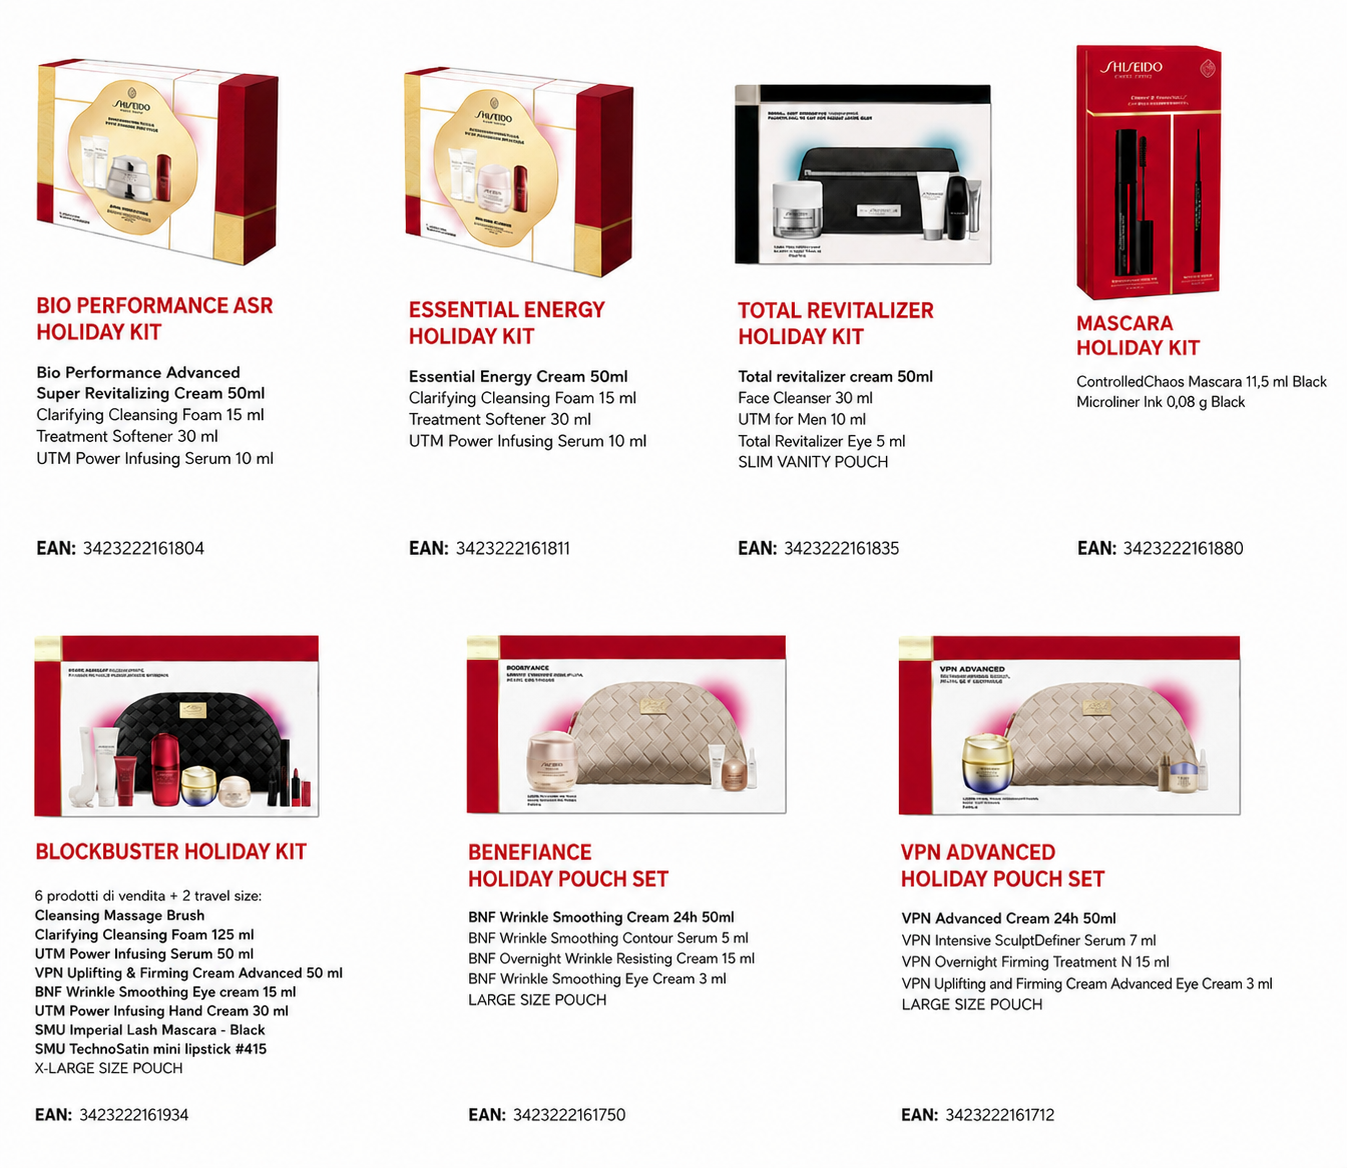 SHISEIDO
BIO PERFORMANCE ASR
HOLIDAY KIT
Bio Performance Advanced
Super Revitalizing Cream 50ml
Clarifying Cleansing Foam 15 ml
Treatment Softener 30 ml
UTM Power Infusing Serum 10 ml
EAN: 3423222161804
SHISEIDO
ESSENTIAL ENERGY
HOLIDAY KIT
Essential Energy Cream 50ml
Clarifying Cleansing Foam 15 ml
Treatment Softener 30 ml
UTM Power Infusing Serum 10 ml
EAN: 3423222161811
TOTAL REVITALIZER
HOLIDAY KIT
Total revitalizer cream 50ml
Face Cleanser 30 ml
UTM for Men 10 ml
Total Revitalizer Eye 5 ml
SLIM VANITY POUCH
EAN: 3423222161835
SHISEIDO
MASCARA
HOLIDAY KIT
ControlledChaos Mascara 11,5 ml Black
Microliner Ink 0,08 g Black
EAN: 3423222161880
BLOCKBUSTER HOLIDAY KIT
6 prodotti di vendita + 2 travel size:
Cleansing Massage Brush
Clarifying Cleansing Foam 125 ml
UTM Power Infusing Serum 50 ml
VPN Uplifting & Firming Cream Advanced 50 ml
BNF Wrinkle Smoothing Eye cream 15 ml
UTM Power Infusing Hand Cream 30 ml
SMU Imperial Lash Mascara - Black
SMU TechnoSatin mini lipstick #415
X-LARGE SIZE POUCH
EAN: 3423222161934
BENEFIANCE
HOLIDAY POUCH SET
BNF Wrinkle Smoothing Cream 24h 50ml
BNF Wrinkle Smoothing Contour Serum 5 ml
BNF Overnight Wrinkle Resisting Cream 15 ml
BNF Wrinkle Smoothing Eye Cream 3 ml
LARGE SIZE POUCH
EAN: 3423222161750
VPN ADVANCED
VPN ADVANCED
HOLIDAY POUCH SET
VPN Advanced Cream 24h 50ml
VPN Intensive SculptDefiner Serum 7 ml
VPN Overnight Firming Treatment N 15 ml
VPN Uplifting and Firming Cream Advanced Eye Cream 3 ml
LARGE SIZE POUCH
EAN: 3423222161712